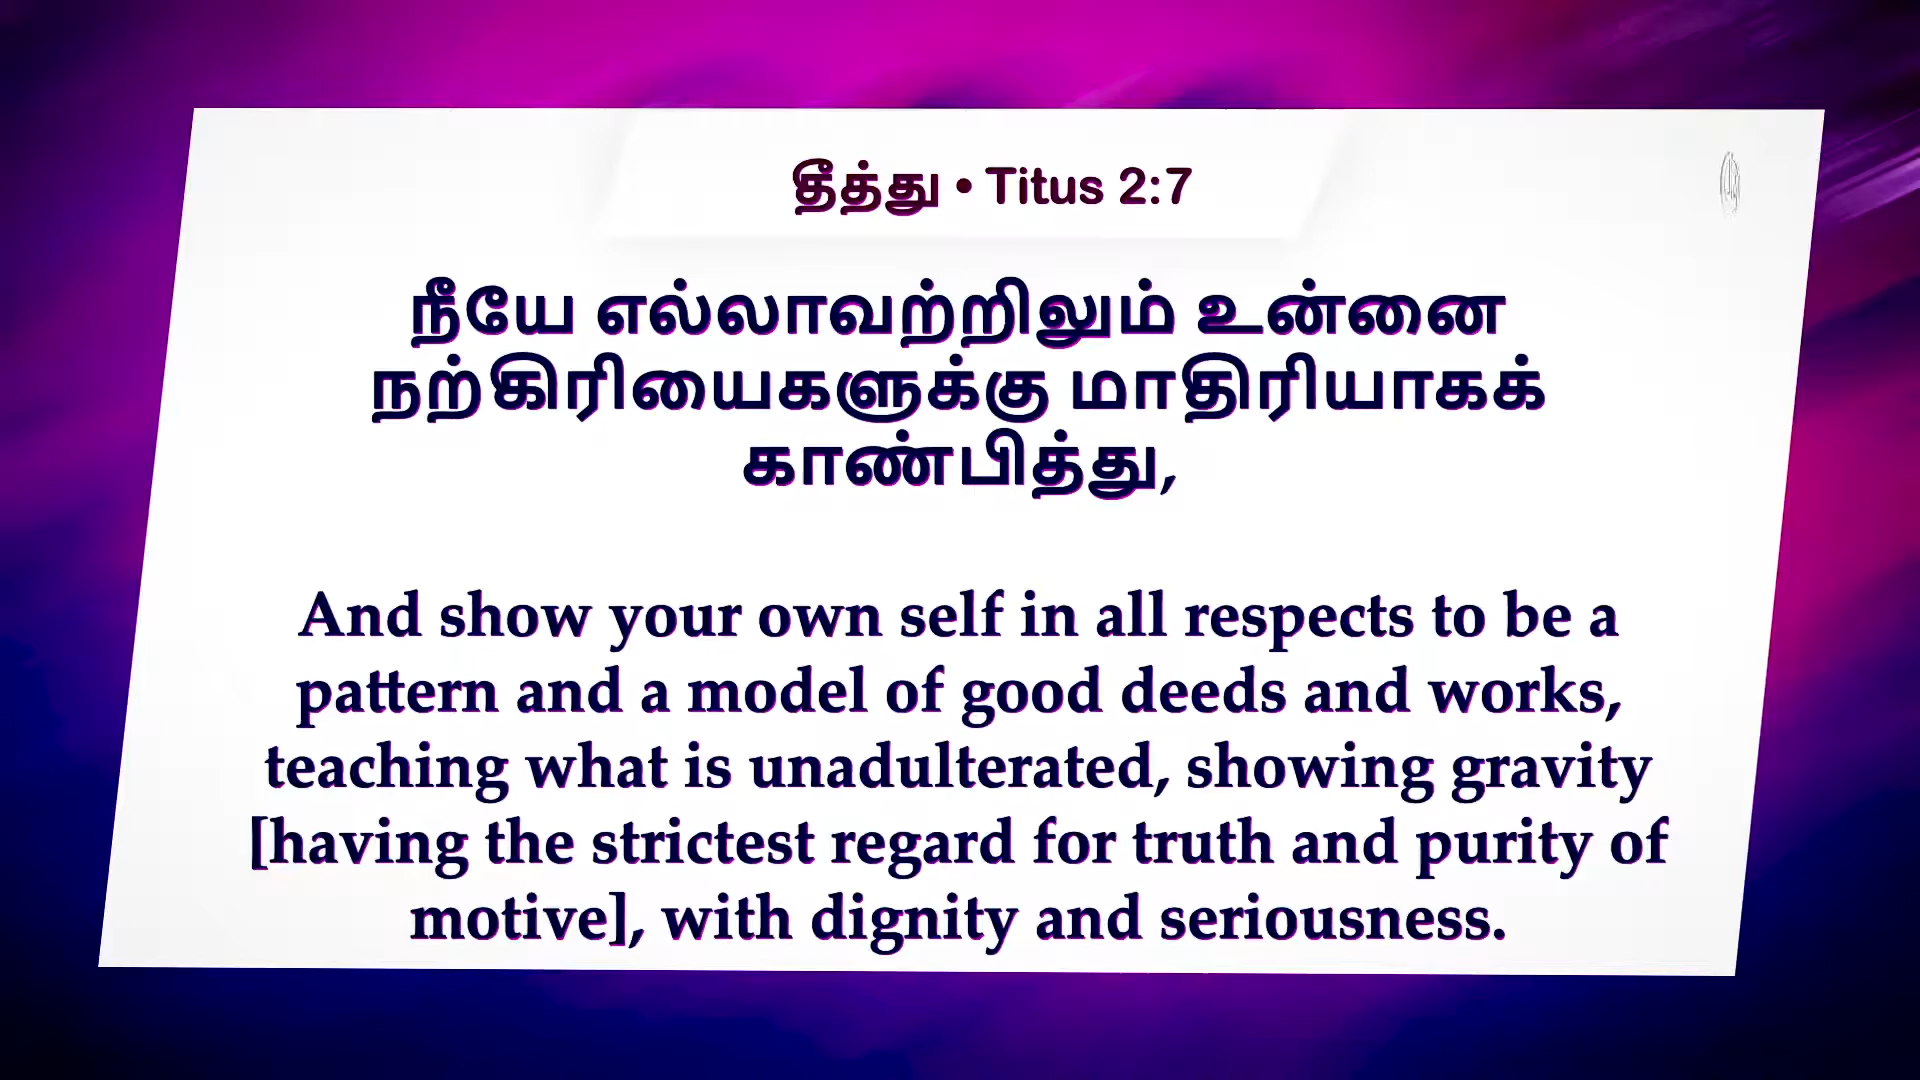 தீத்து • Titus 2:7
நீயே எல்லாவற்றிலும் உன்னை
நற்கிரியைகளுக்கு மாதிரியாகக்
காண்பித்து,
And show your own self in all respects to be a
pattern and a model of good deeds and works,
teaching what is unadulterated, showing gravity
[having the strictest regard for truth and purity of
motive], with dignity and seriousness.